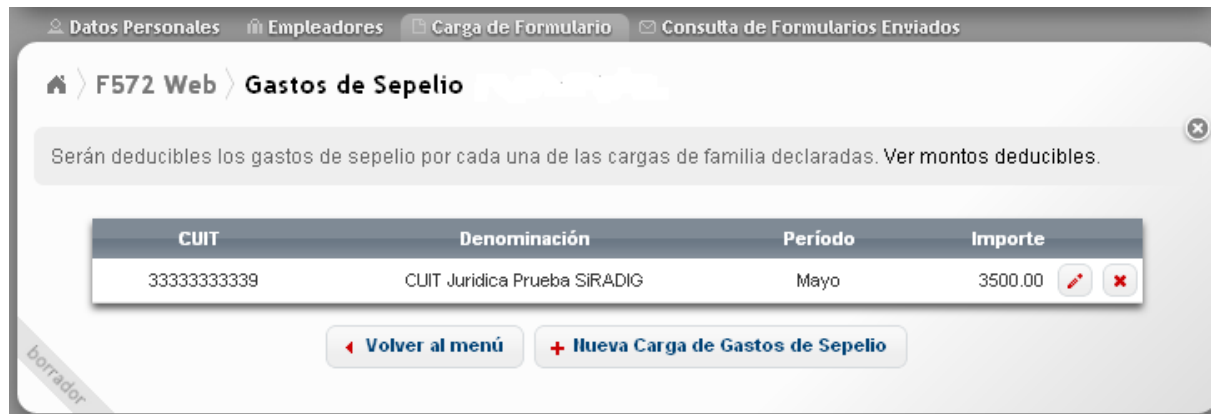 Datos Personales Empleadores Carga de Formulario Consulta de Formularios Enviados
F572 Web Gastos de Sepelio
Serán deducibles los gastos de sepelio por cada una de las cargas de familia declaradas. Ver montos deducibles.
CUIT Denominación Período Importe
33333333339 CUIT Juridica Prueba SiRADIG Mayo 3500.00
Volver al menú + Nueva Carga de Gastos de Sepelio
borrador